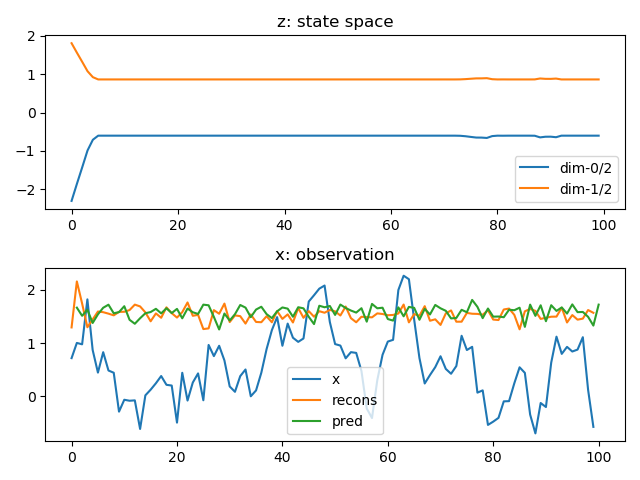 z: state space
2
1
0
−1
−2
dim-0/2
dim-1/2
0 20 40 60 80 100
x: observation
2
1
0
x
recons
pred
0 20 40 60 80 100